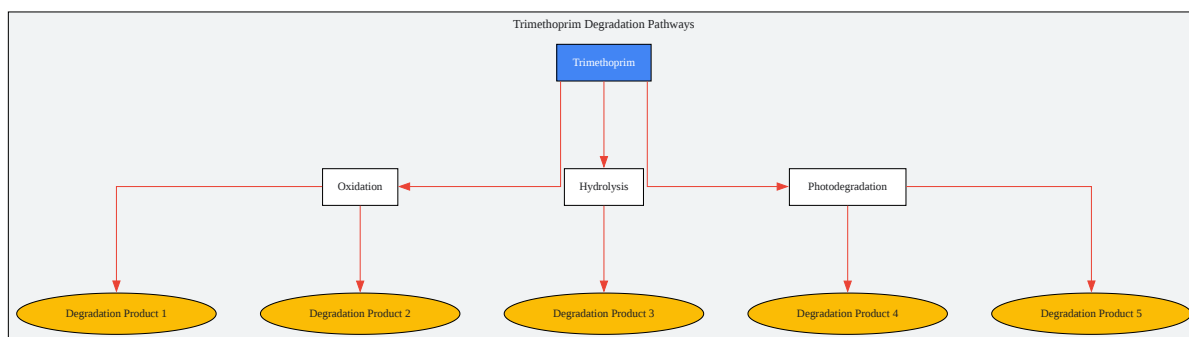 Trimethoprim Degradation Pathways
Trimethoprim
Oxidation
Hydrolysis
Photodegradation
Degradation Product 1
Degradation Product 2
Degradation Product 3
Degradation Product 4
Degradation Product 5